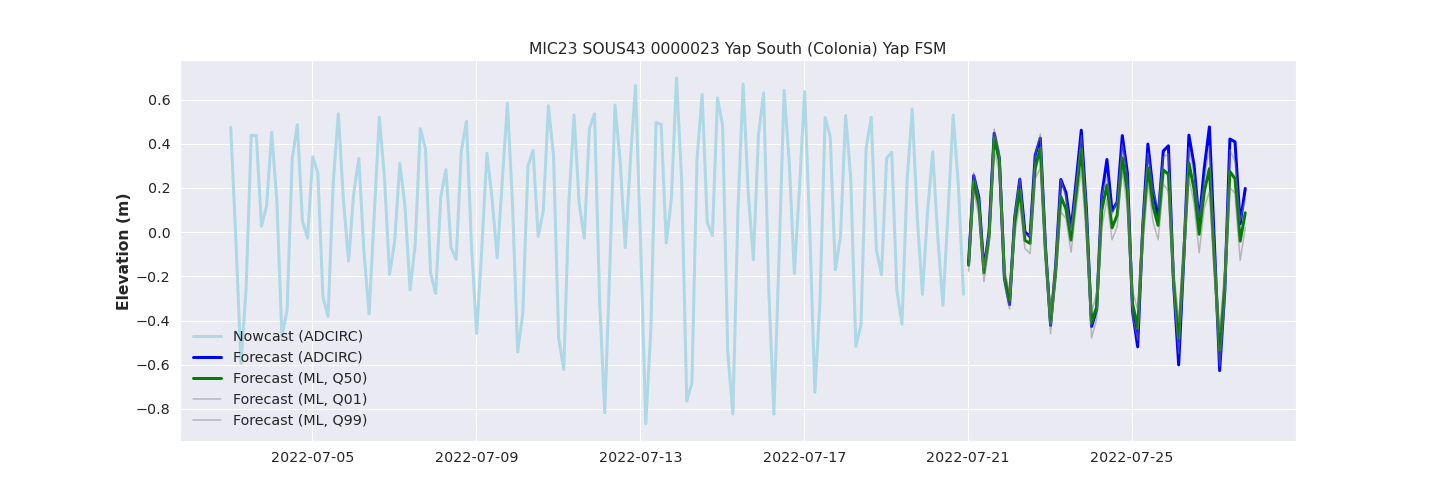 MIC23 SOUS43 0000023 Yap South (Colonia) Yap FSM
Elevation (m)
0.6
0.4
0.2
0.0
−0.2
−0.4
−0.6
−0.8
Nowcast (ADCIRC)
Forecast (ADCIRC)
Forecast (ML, Q50)
Forecast (ML, Q01)
Forecast (ML, Q99)
2022-07-05 2022-07-09 2022-07-13 2022-07-17 2022-07-21 2022-07-25